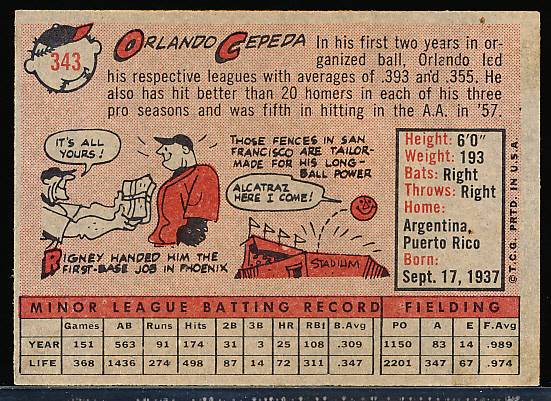 343
ORLANDO CEPEDA
In his first two years in or-
ganized ball, Orlando led
his respective leagues with averages of .393 and .355. He
also has hit better than 20 homers in each of his three
pro seasons and was fifth in hitting in the A.A. in '57.
IT'S ALL
YOURS!
RIGNEY HANDED HIM THE
FIRST-BASE JOB IN PHOENIX
THOSE FENCES IN SAN
FRANCISCO ARE TAILOR-
MADE FOR HIS LONG-
BALL POWER
ALCATRAZ
HERE I COME!
STADIUM
Height: 6'0"
Weight: 193
Bats: Right
Throws: Right
Home:
Argentina,
Puerto Rico
Born:
Sept. 17, 1937
© T.C.G. PRTD. IN U.S.A.
MINOR LEAGUE BATTING RECORD FIELDING
Games AB Runs Hits 2B 3B HR RBI B.Avg PO A E F.Avg
YEAR 151 563 91 174 31 3 25 108 .309 1150 83 14 .989
LIFE 368 1436 274 498 87 14 72 311 .347 2201 347 67 .974